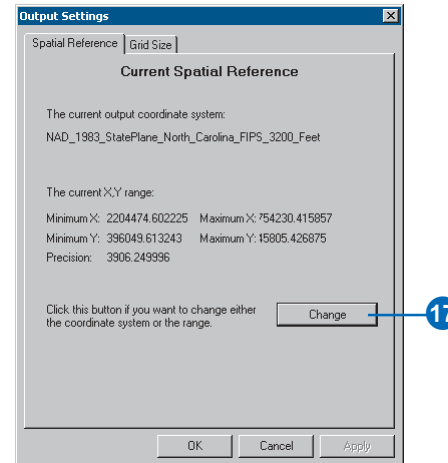 Output Settings
Spatial Reference
Grid Size
Current Spatial Reference
The current output coordinate system:
NAD_1983_StatePlane_North_Carolina_FIPS_3200_Feet
The current X,Y range:
Minimum X: 2204474.602225 Maximum X: 754230.415857
Minimum Y: 396049.613243 Maximum Y: 15805.426875
Precision: 3906.249996
Click this button if you want to change either
the coordinate system or the range.
Change
17
OK Cancel Apply